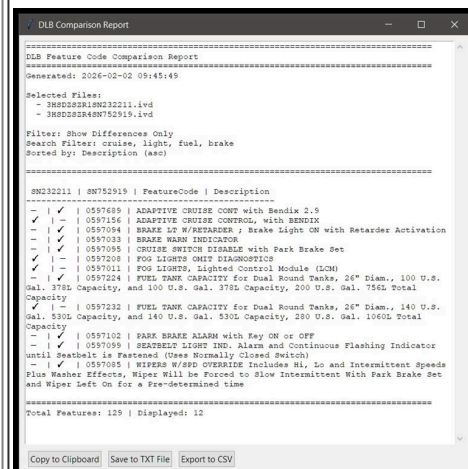 DLB Comparison Report
DLB Feature Code Comparison Report
Generated: 2026-02-02 09:45:49
Selected Files:
- 3HSDZSZR1SN232211.ivd
- 3HSDZSZR4SN752919.ivd
Filter: Show Differences Only
Search Filter: cruise, light, fuel, brake
Sorted by: Description (asc)
SN232211 | SN752919 | FeatureCode | Description
— | ✓ | 0597689 | ADAPTIVE CRUISE CONT with Bendix 2.9
✓ | — | 0597156 | ADAPTIVE CRUISE CONTROL, with BENDIX
— | ✓ | 0597094 | BRAKE LT W/RETARDER ; Brake Light ON with Retarder Activation
— | ✓ | 0597033 | BRAKE WARN INDICATOR
— | ✓ | 0597095 | CRUISE SWITCH DISABLE with Park Brake Set
✓ | — | 0597208 | FOG LIGHTS OMIT DIAGNOSTICS
✓ | — | 0597011 | FOG LIGHTS, Lighted Control Module (LCM)
— | ✓ | 0597224 | FUEL TANK CAPACITY for Dual Round Tanks, 26" Diam., 100 U.S.
Gal. 378L Capacity, and 100 U.S. Gal. 378L Capacity, 200 U.S. Gal. 756L Total
Capacity
✓ | — | 0597232 | FUEL TANK CAPACITY for Dual Round Tanks, 26" Diam., 140 U.S.
Gal. 530L Capacity, and 140 U.S. Gal. 530L Capacity, 280 U.S. Gal. 1060L Total
Capacity
— | ✓ | 0597102 | PARK BRAKE ALARM with Key ON or OFF
— | ✓ | 0597099 | SEATBELT LIGHT IND. Alarm and Continuous Flashing Indicator
until Seatbelt is Fastened (Uses Normally Closed Switch)
— | ✓ | 0597085 | WIPERS W/SPD OVERRIDE Includes Hi, Lo and Intermittent Speeds
Plus Washer Effects, Wiper Will be Forced to Slow Intermittent With Park Brake Set
and Wiper Left On for a Pre-determined time
Total Features: 129 | Displayed: 12
Copy to Clipboard
Save to TXT File
Export to CSV